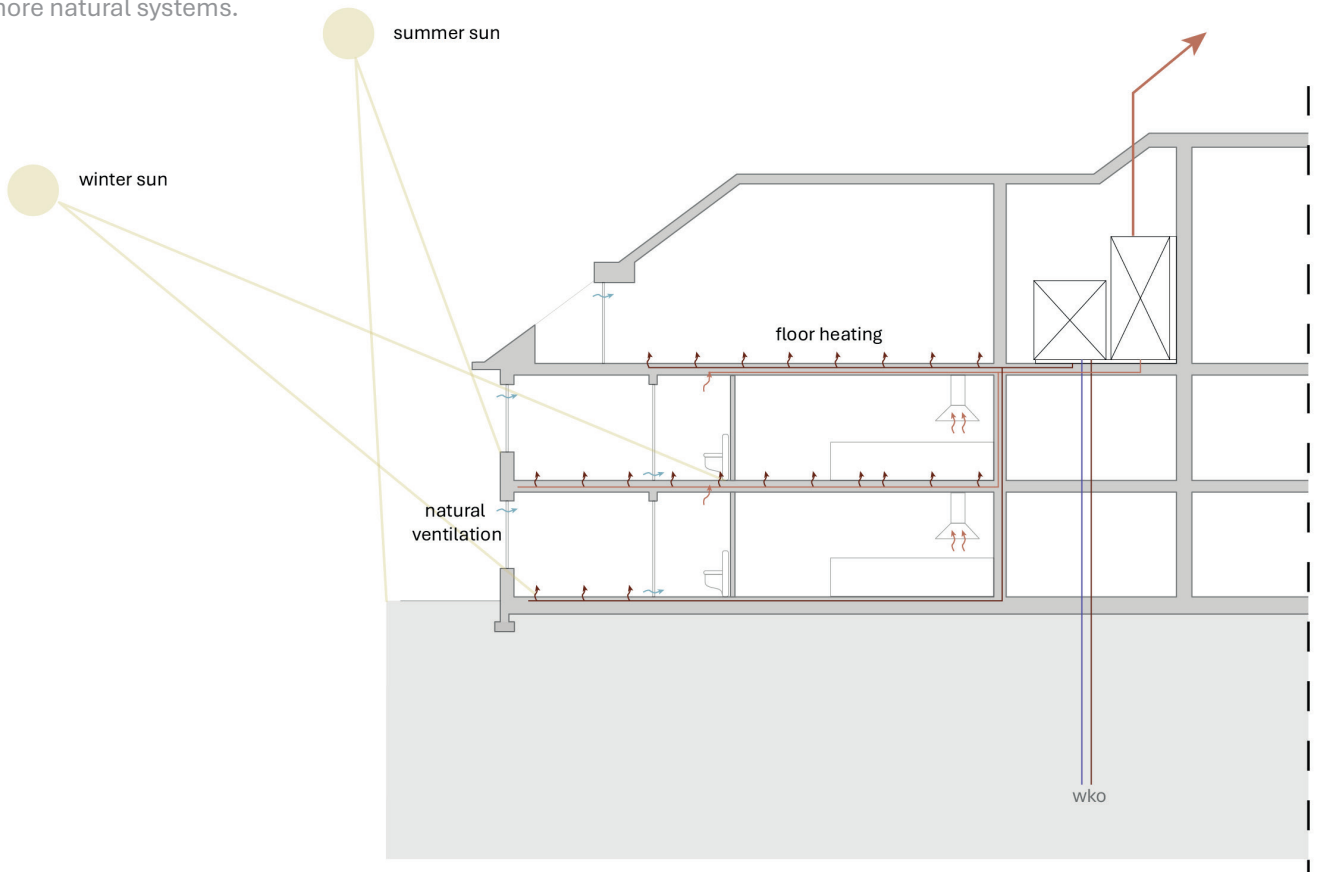 more natural systems.
summer sun
winter sun
floor heating
natural
ventilation
wko